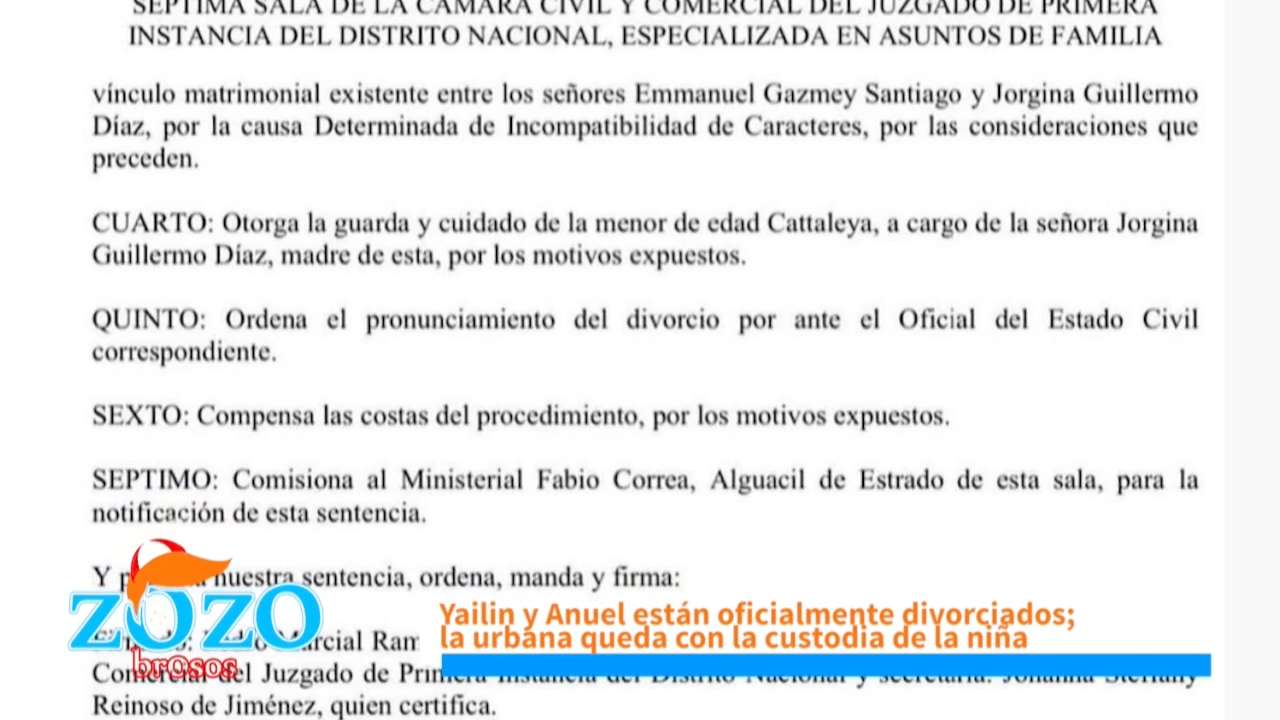 SÉPTIMA SALA DE LA CÁMARA CIVIL Y COMERCIAL DEL JUZGADO DE PRIMERA
INSTANCIA DEL DISTRITO NACIONAL, ESPECIALIZADA EN ASUNTOS DE FAMILIA
vínculo matrimonial existente entre los señores Emmanuel Gazmey Santiago y Jorgina Guillermo
Díaz, por la causa Determinada de Incompatibilidad de Caracteres, por las consideraciones que
preceden.
CUARTO: Otorga la guarda y cuidado de la menor de edad Cattaleya, a cargo de la señora Jorgina
Guillermo Díaz, madre de esta, por los motivos expuestos.
QUINTO: Ordena el pronunciamiento del divorcio por ante el Oficial del Estado Civil
correspondiente.
SEXTO: Compensa las costas del procedimiento, por los motivos expuestos.
SEPTIMO: Comisiona al Ministerial Fabio Correa, Alguacil de Estrado de esta sala, para la
notificación de esta sentencia.
Y nuestra sentencia, ordena, manda y firma:
ZOZO
brosos
Yailin y Anuel están oficialmente divorciados;
la urbana queda con la custodia de la niña
del Juzgado de
Reinoso de Jiménez, quien certifica.